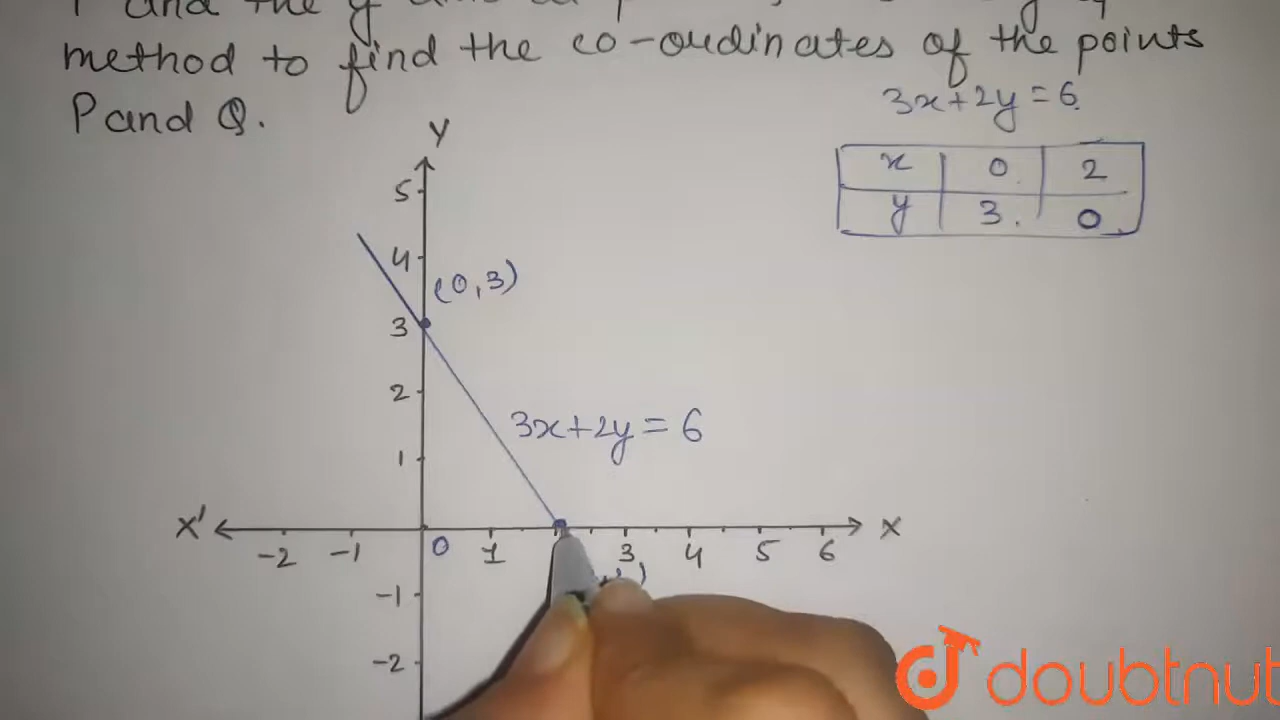 and the y
method to find the co-ordinates of the points
P and Q.
3x+2y=6
x 0 2
y 3 0
Y
5
4
(0,3)
3
2
3x+2y=6
1
X' X
-2 -1 0 1 3 4 5 6
-1
-2
doubtnut